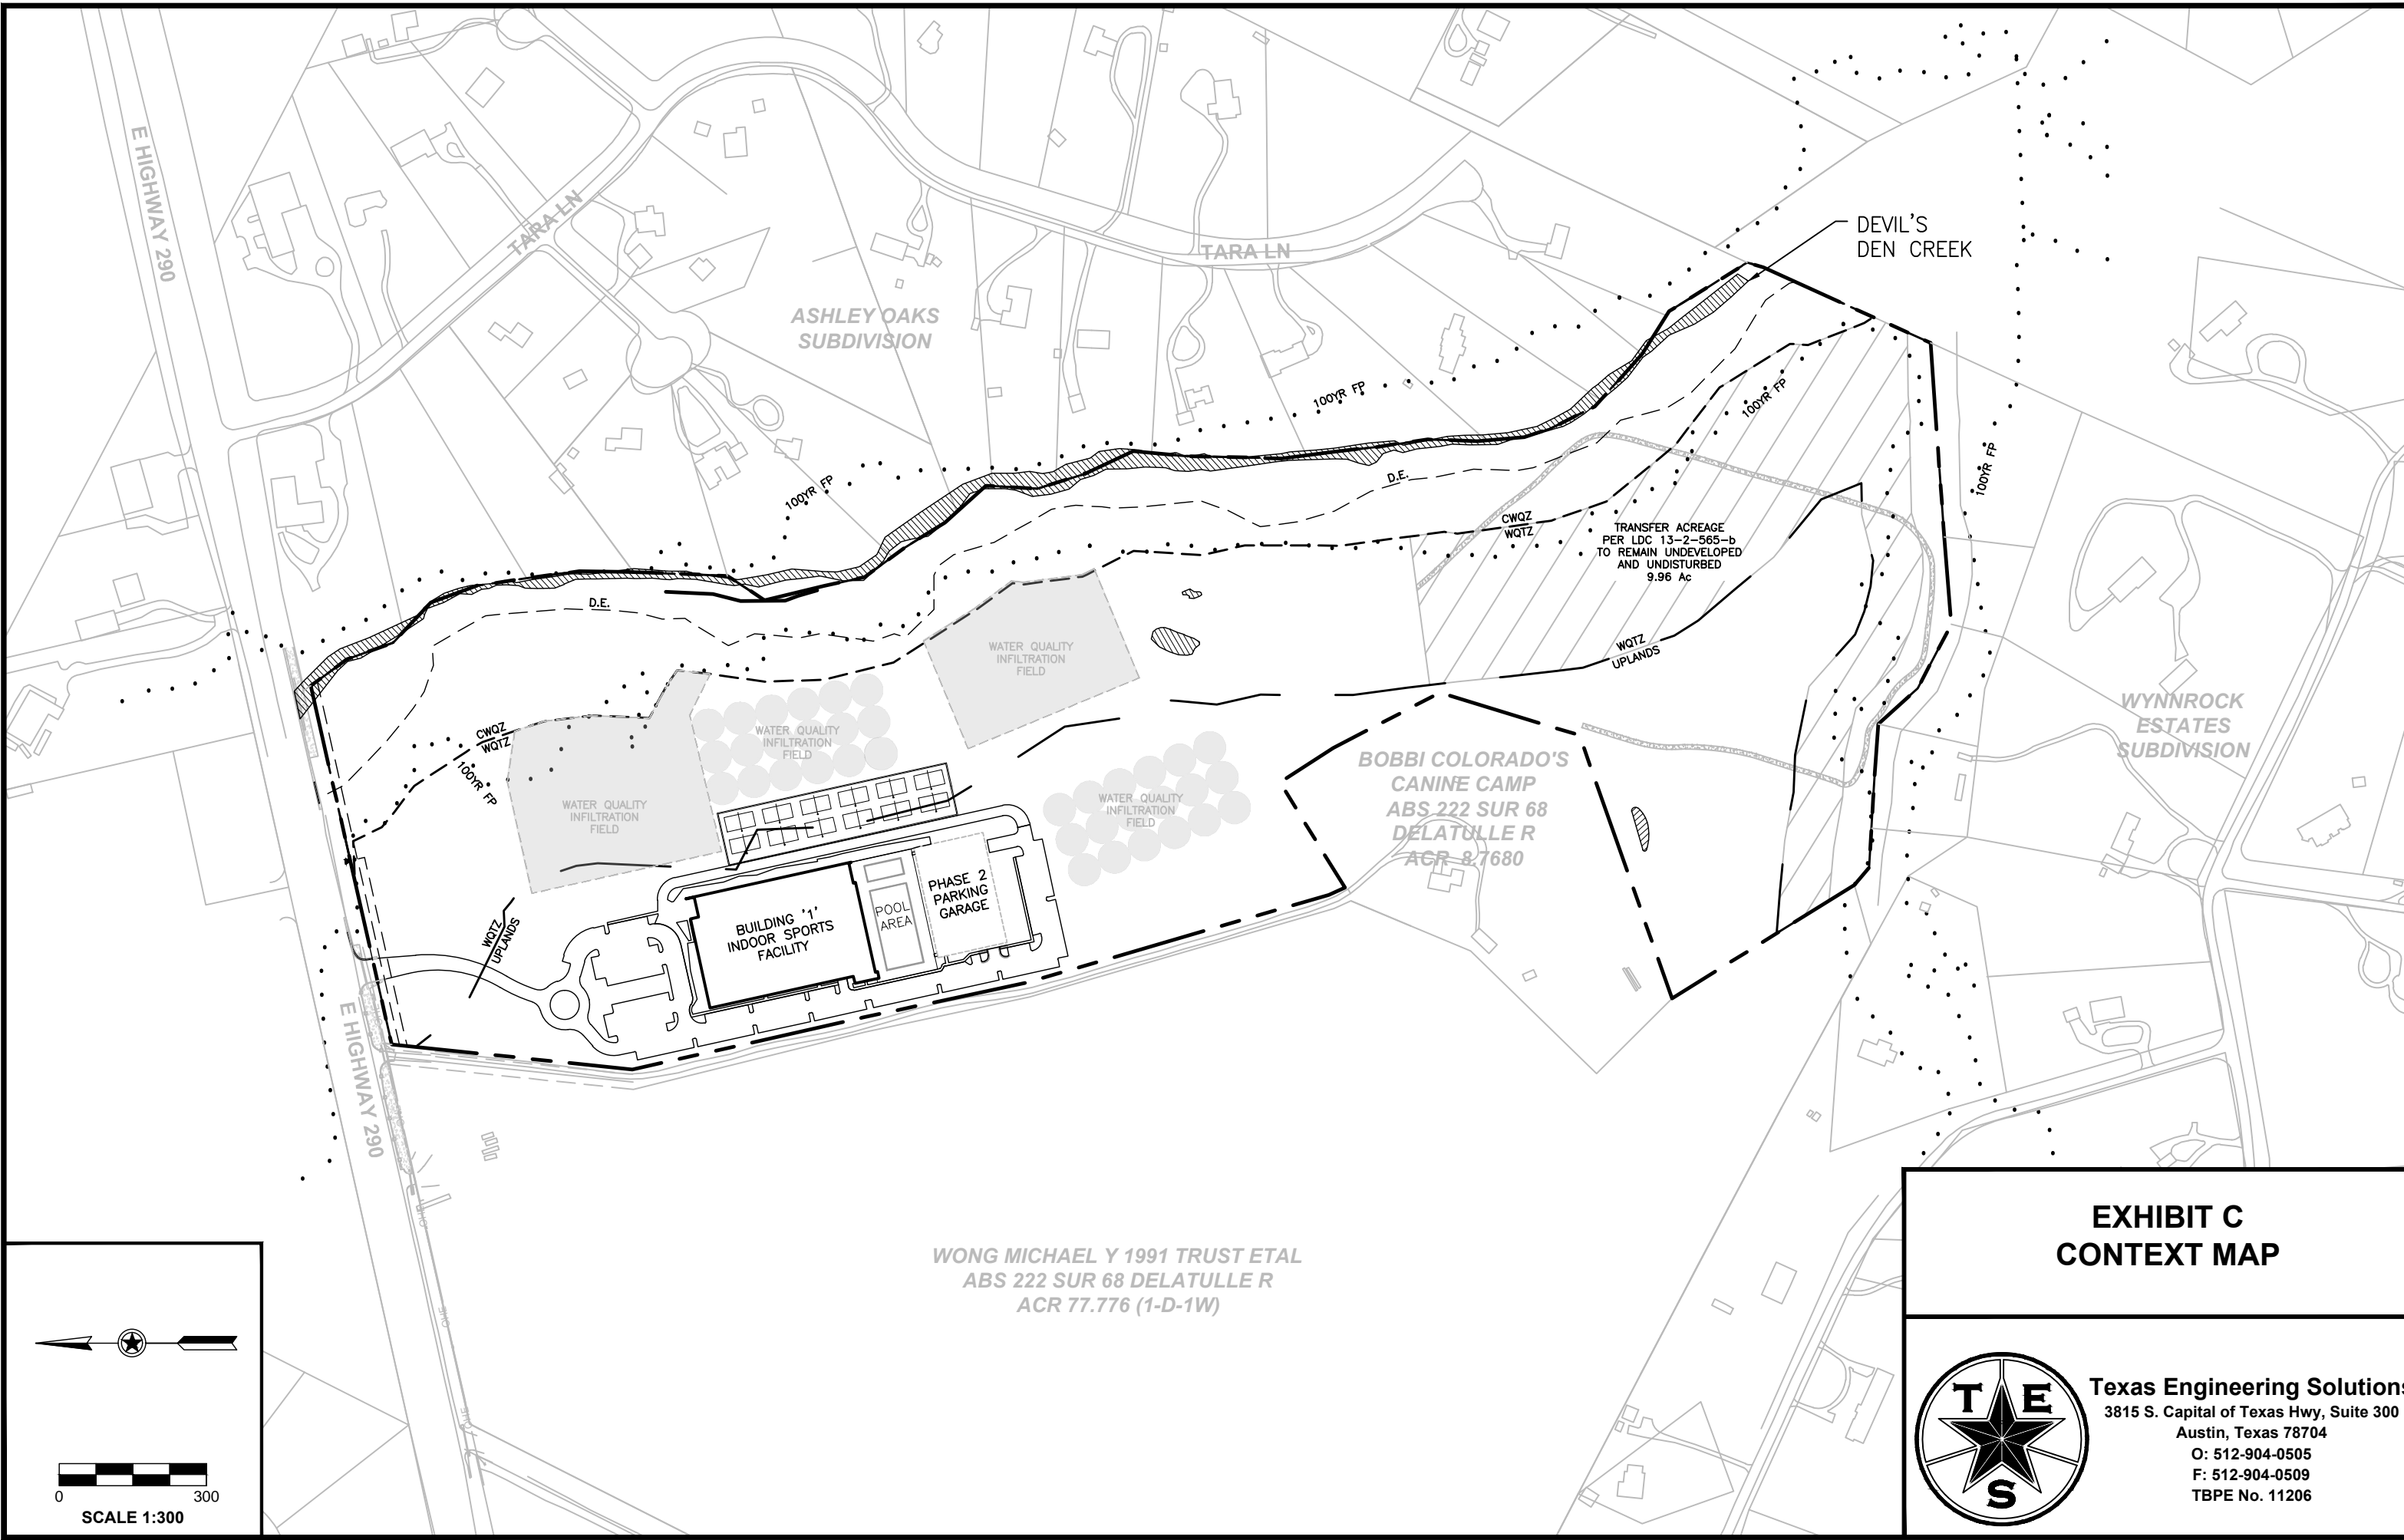 E HIGHWAY 290
TARA LN
TARA LN
ASHLEY OAKS
SUBDIVISION
DEVIL'S
DEN CREEK
100YR FP
100YR FP
100YR FP
100YR FP
D.E.
D.E.
CWQZ
WQTZ
TRANSFER ACREAGE
PER LDC 13-2-565-b
TO REMAIN UNDEVELOPED
AND UNDISTURBED
9.96 Ac
WQTZ
UPLANDS
WATER QUALITY
INFILTRATION
FIELD
WATER QUALITY
INFILTRATION
FIELD
WATER QUALITY
INFILTRATION
FIELD
WATER QUALITY
INFILTRATION
FIELD
CWQZ
WQTZ
100YR FP
WQTZ
UPLANDS
BUILDING '1'
INDOOR SPORTS
FACILITY
POOL
AREA
PHASE 2
PARKING
GARAGE
BOBBI COLORADO'S
CANINE CAMP
ABS 222 SUR 68
DELATULLE R
ACR 8.7680
WYNNROCK
ESTATES
SUBDIVISION
E HIGHWAY 290
OHE
OHE
OHE
WONG MICHAEL Y 1991 TRUST ETAL
ABS 222 SUR 68 DELATULLE R
ACR 77.776 (1-D-1W)
0 300
SCALE 1:300
EXHIBIT C
CONTEXT MAP
T E S
Texas Engineering Solutions
3815 S. Capital of Texas Hwy, Suite 300
Austin, Texas 78704
O: 512-904-0505
F: 512-904-0509
TBPE No. 11206